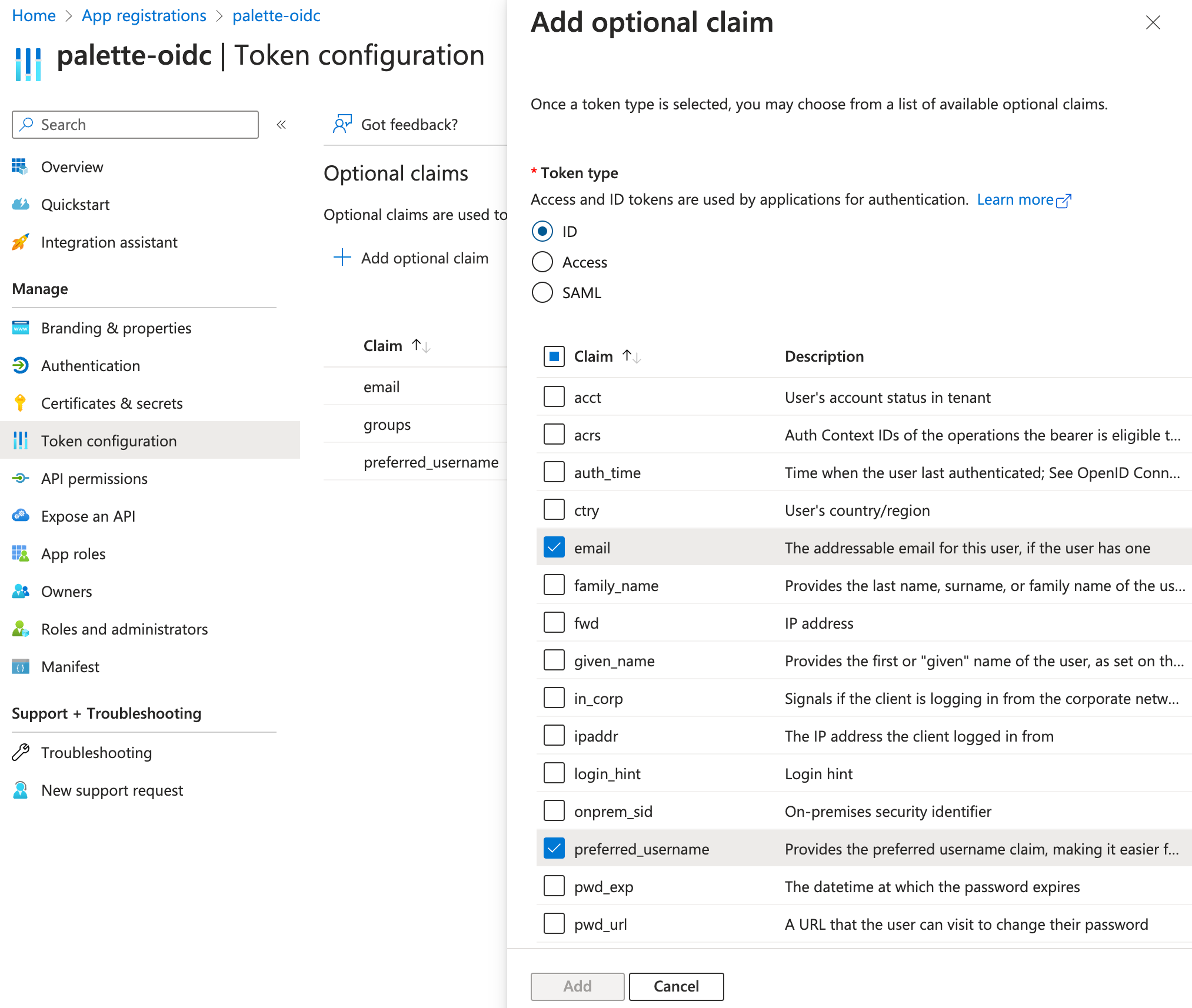 Home > App registrations > palette-oidc
palette-oidc | Token configuration
Search
«
Overview
Quickstart
Integration assistant
Manage
Branding & properties
Authentication
Certificates & secrets
Token configuration
API permissions
Expose an API
App roles
Owners
Roles and administrators
Manifest
Support + Troubleshooting
Troubleshooting
New support request
Got feedback?
Optional claims
Optional claims are used to
+ Add optional claim
Claim ↑↓
email
groups
preferred_username
Add optional claim
Once a token type is selected, you may choose from a list of available optional claims.
* Token type
Access and ID tokens are used by applications for authentication. Learn more
ID
Access
SAML
Claim ↑↓ Description
acct User's account status in tenant
acrs Auth Context IDs of the operations the bearer is eligible t...
auth_time Time when the user last authenticated; See OpenID Conn...
ctry User's country/region
email The addressable email for this user, if the user has one
family_name Provides the last name, surname, or family name of the us...
fwd IP address
given_name Provides the first or "given" name of the user, as set on th...
in_corp Signals if the client is logging in from the corporate netw...
ipaddr The IP address the client logged in from
login_hint Login hint
onprem_sid On-premises security identifier
preferred_username Provides the preferred username claim, making it easier f...
pwd_exp The datetime at which the password expires
pwd_url A URL that the user can visit to change their password
Add Cancel